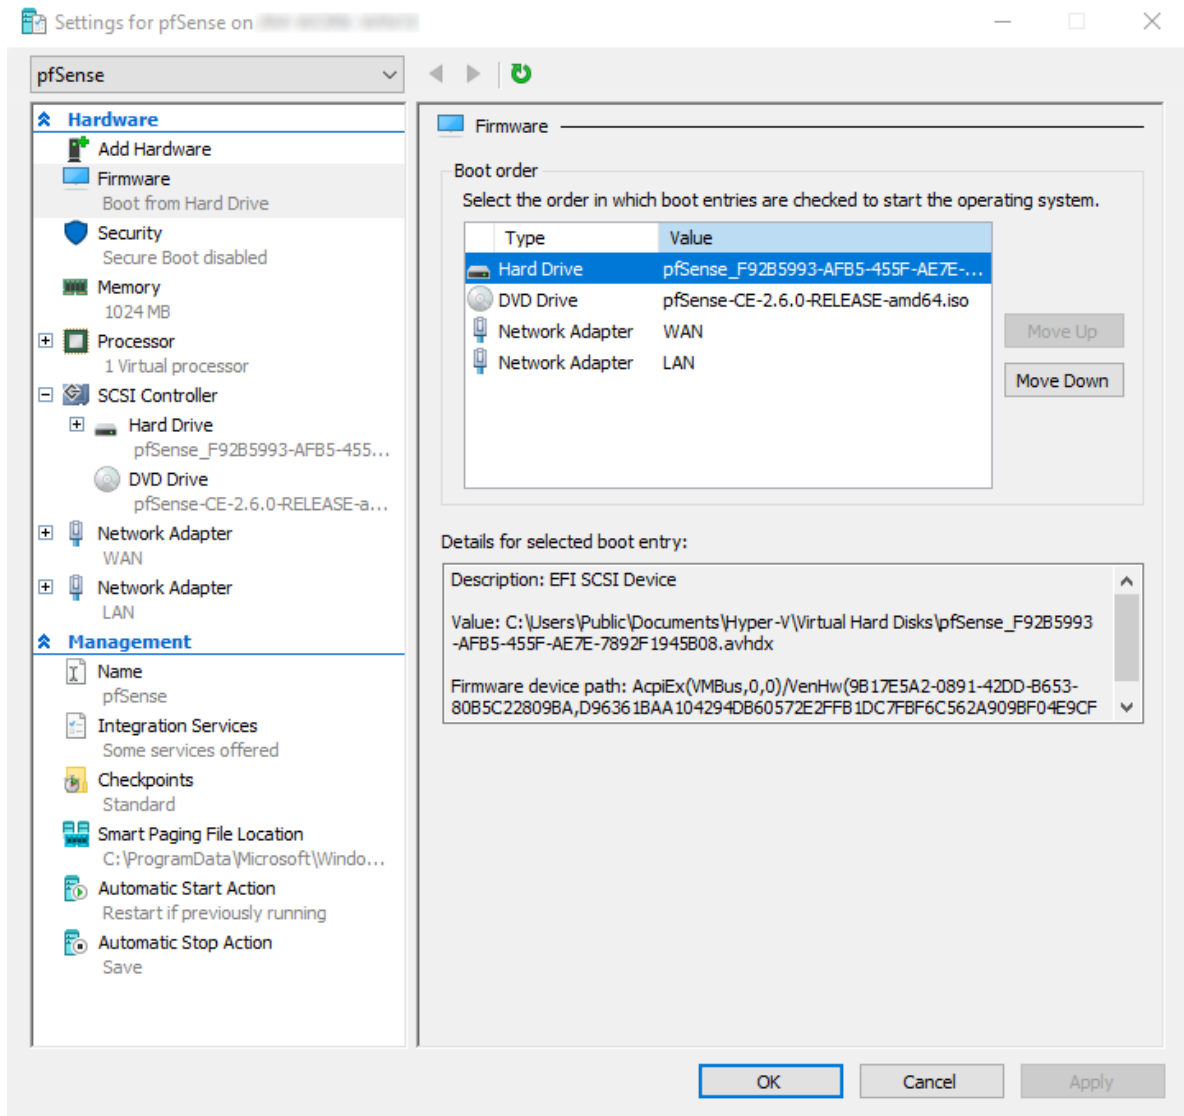 Settings for pfSense on
pfSense
Hardware
Add Hardware
Firmware
Boot from Hard Drive
Security
Secure Boot disabled
Memory
1024 MB
Processor
1 Virtual processor
SCSI Controller
Hard Drive
pfSense_F92B5993-AFB5-455...
DVD Drive
pfSense-CE-2.6.0-RELEASE-a...
Network Adapter
WAN
Network Adapter
LAN
Management
Name
pfSense
Integration Services
Some services offered
Checkpoints
Standard
Smart Paging File Location
C:\ProgramData\Microsoft\Windo...
Automatic Start Action
Restart if previously running
Automatic Stop Action
Save
Firmware
Boot order
Select the order in which boot entries are checked to start the operating system.
Type Value
Hard Drive pfSense_F92B5993-AFB5-455F-AE7E-...
DVD Drive pfSense-CE-2.6.0-RELEASE-amd64.iso
Network Adapter WAN
Network Adapter LAN
Move Up
Move Down
Details for selected boot entry:
Description: EFI SCSI Device
Value: C:\Users\Public\Documents\Hyper-V\Virtual Hard Disks\pfSense_F92B5993
-AFB5-455F-AE7E-7892F1945B08.avhdx
Firmware device path: AcpiEx(VMBus,0,0)/VenHw(9B17E5A2-0891-42DD-B653-
80B5C22809BA,D96361BAA104294DB60572E2FFB1DC7FBF6C562A909BF04E9CF
OK
Cancel
Apply